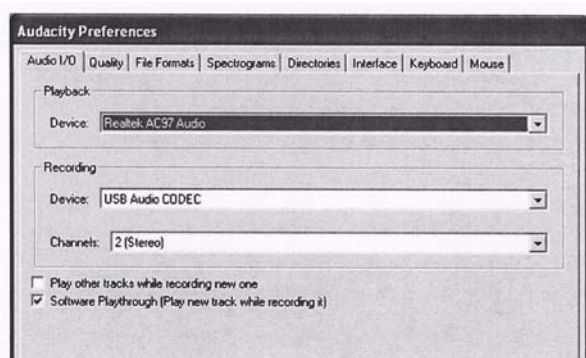 Audacity Preferences
Audio I/O Quality File Formats Spectrograms Directories Interface Keyboard Mouse
Playback
Device: Realtek AC97 Audio
Recording
Device: USB Audio CODEC
Channels: 2 (Stereo)
Play other tracks while recording new one
Software Playthrough (Play new track while recording it)